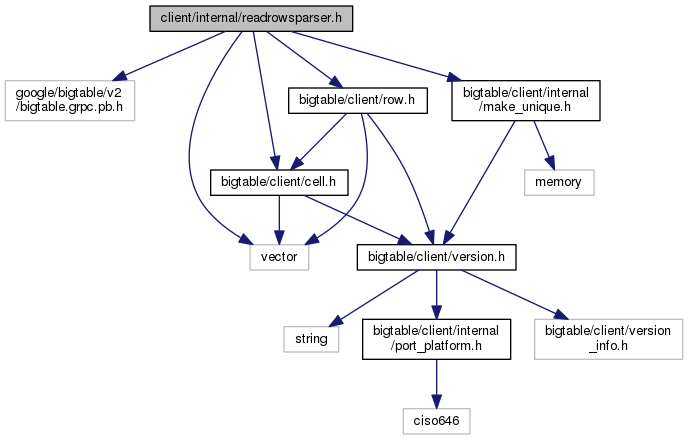 client/internal/readrowsparser.h
google/bigtable/v2
/bigtable.grpc.pb.h
bigtable/client/row.h
bigtable/client/internal
/make_unique.h
bigtable/client/cell.h
memory
vector
bigtable/client/version.h
string
bigtable/client/internal
/port_platform.h
bigtable/client/version
_info.h
ciso646